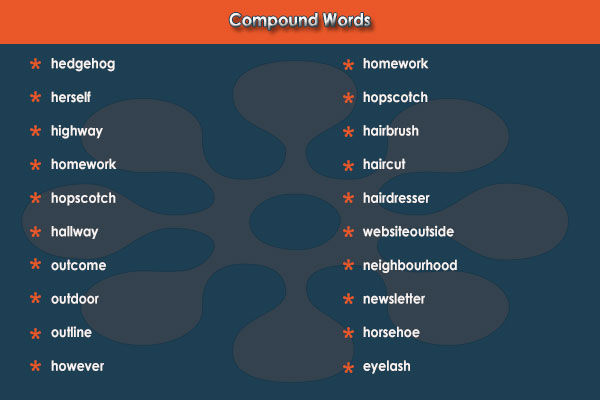 Compound Words
* hedgehog
* herself
* highway
* homework
* hopscotch
* hallway
* outcome
* outdoor
* outline
* however
* homework
* hopscotch
* hairbrush
* haircut
* hairdresser
* websiteoutside
* neighbourhood
* newsletter
* horsehoe
* eyelash